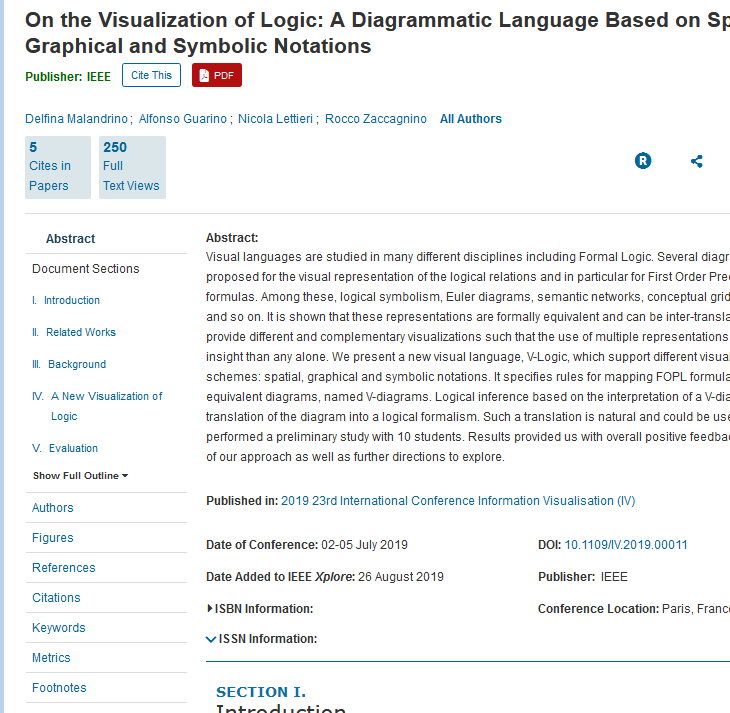 On the Visualization of Logic: A Diagrammatic Language Based on Sp
Graphical and Symbolic Notations
Publisher: IEEE
Cite This
PDF
Delfina Malandrino ; Alfonso Guarino ; Nicola Lettieri ; Rocco Zaccagnino All Authors
5
Cites in
Papers
250
Full
Text Views
R
Abstract
Document Sections
I. Introduction
II. Related Works
III. Background
IV. A New Visualization of
Logic
V. Evaluation
Show Full Outline
Authors
Figures
References
Citations
Keywords
Metrics
Footnotes
Abstract:
Visual languages are studied in many different disciplines including Formal Logic. Several diagr
proposed for the visual representation of the logical relations and in particular for First Order Pre
formulas. Among these, logical symbolism, Euler diagrams, semantic networks, conceptual grid
and so on. It is shown that these representations are formally equivalent and can be inter-transla
provide different and complementary visualizations such that the use of multiple representations
insight than any alone. We present a new visual language, V-Logic, which support different visua
schemes: spatial, graphical and symbolic notations. It specifies rules for mapping FOPL formula
equivalent diagrams, named V-diagrams. Logical inference based on the interpretation of a V-dia
translation of the diagram into a logical formalism. Such a translation is natural and could be use
performed a preliminary study with 10 students. Results provided us with overall positive feedba
of our approach as well as further directions to explore.
Published in: 2019 23rd International Conference Information Visualisation (IV)
Date of Conference: 02-05 July 2019
DOI: 10.1109/IV.2019.00011
Date Added to IEEE Xplore: 26 August 2019
Publisher: IEEE
ISBN Information:
Conference Location: Paris, Franc
ISSN Information:
SECTION I.
Introduction